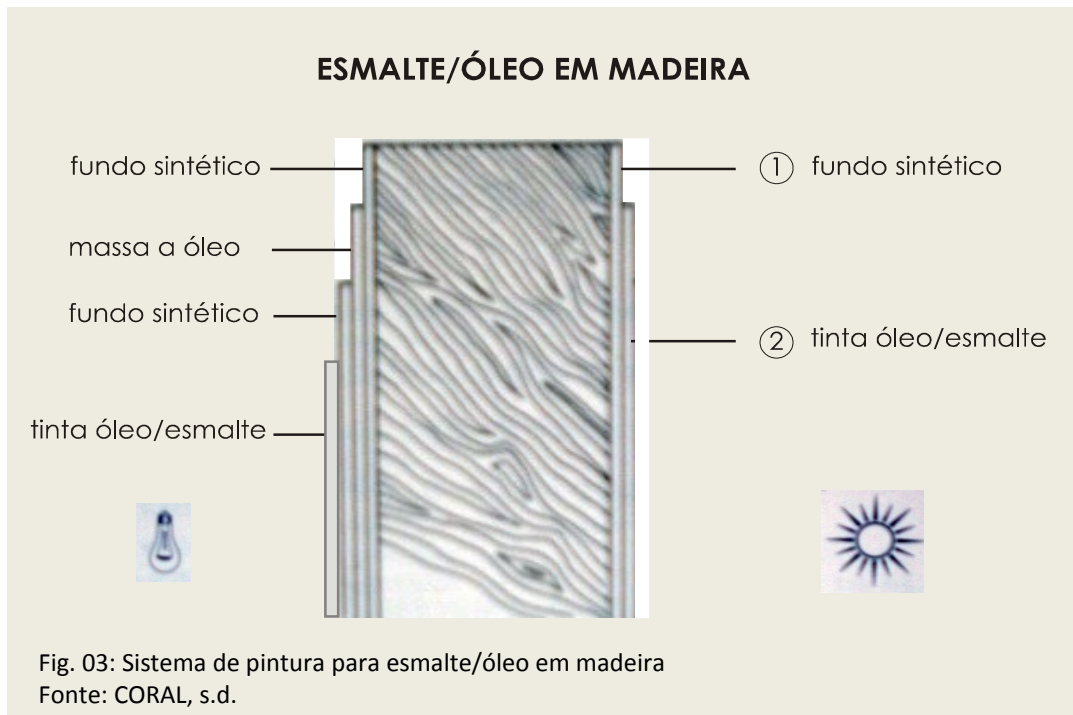 ESMALTE/ÓLEO EM MADEIRA
fundo sintético
massa a óleo
fundo sintético
tinta óleo/esmalte
① fundo sintético
② tinta óleo/esmalte
Fig. 03: Sistema de pintura para esmalte/óleo em madeira
Fonte: CORAL, s.d.